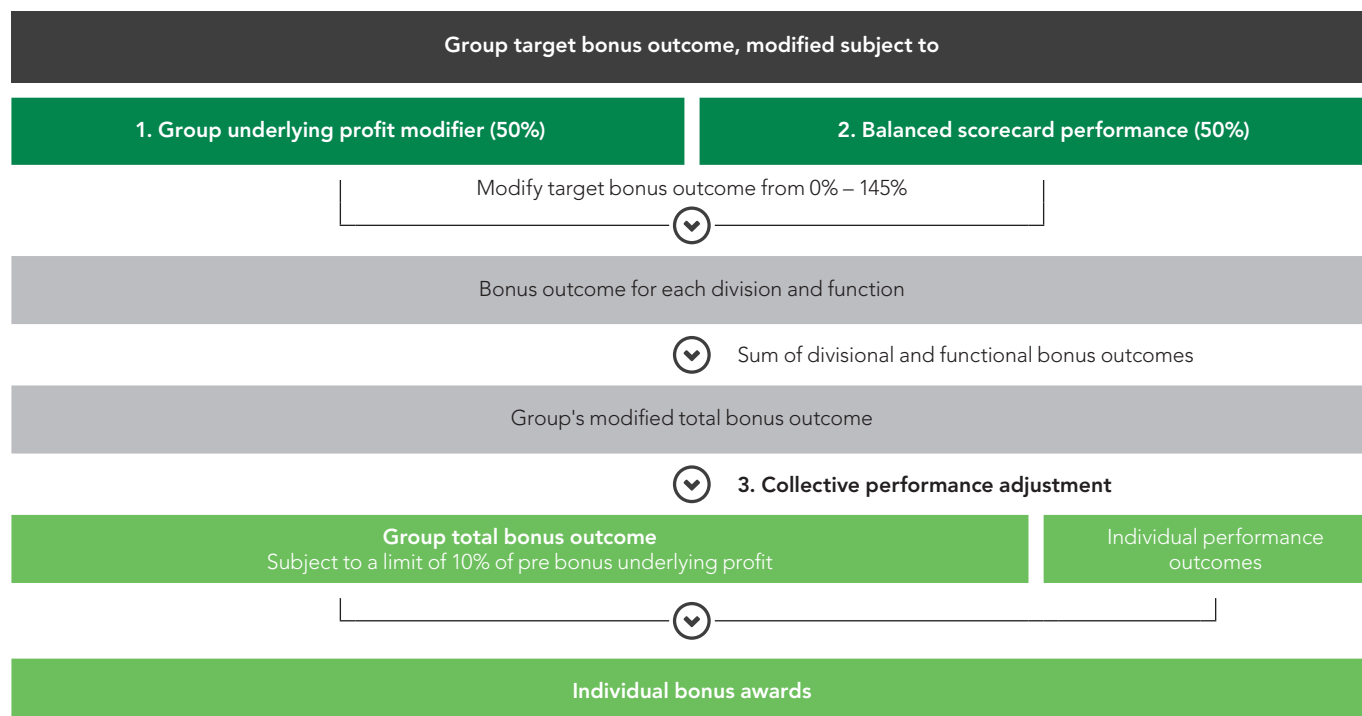 Group target bonus outcome, modified subject to
1. Group underlying profit modifier (50%)
2. Balanced scorecard performance (50%)
Modify target bonus outcome from 0% – 145%
Bonus outcome for each division and function
Sum of divisional and functional bonus outcomes
Group's modified total bonus outcome
3. Collective performance adjustment
Group total bonus outcome
Subject to a limit of 10% of pre bonus underlying profit
Individual performance
outcomes
Individual bonus awards